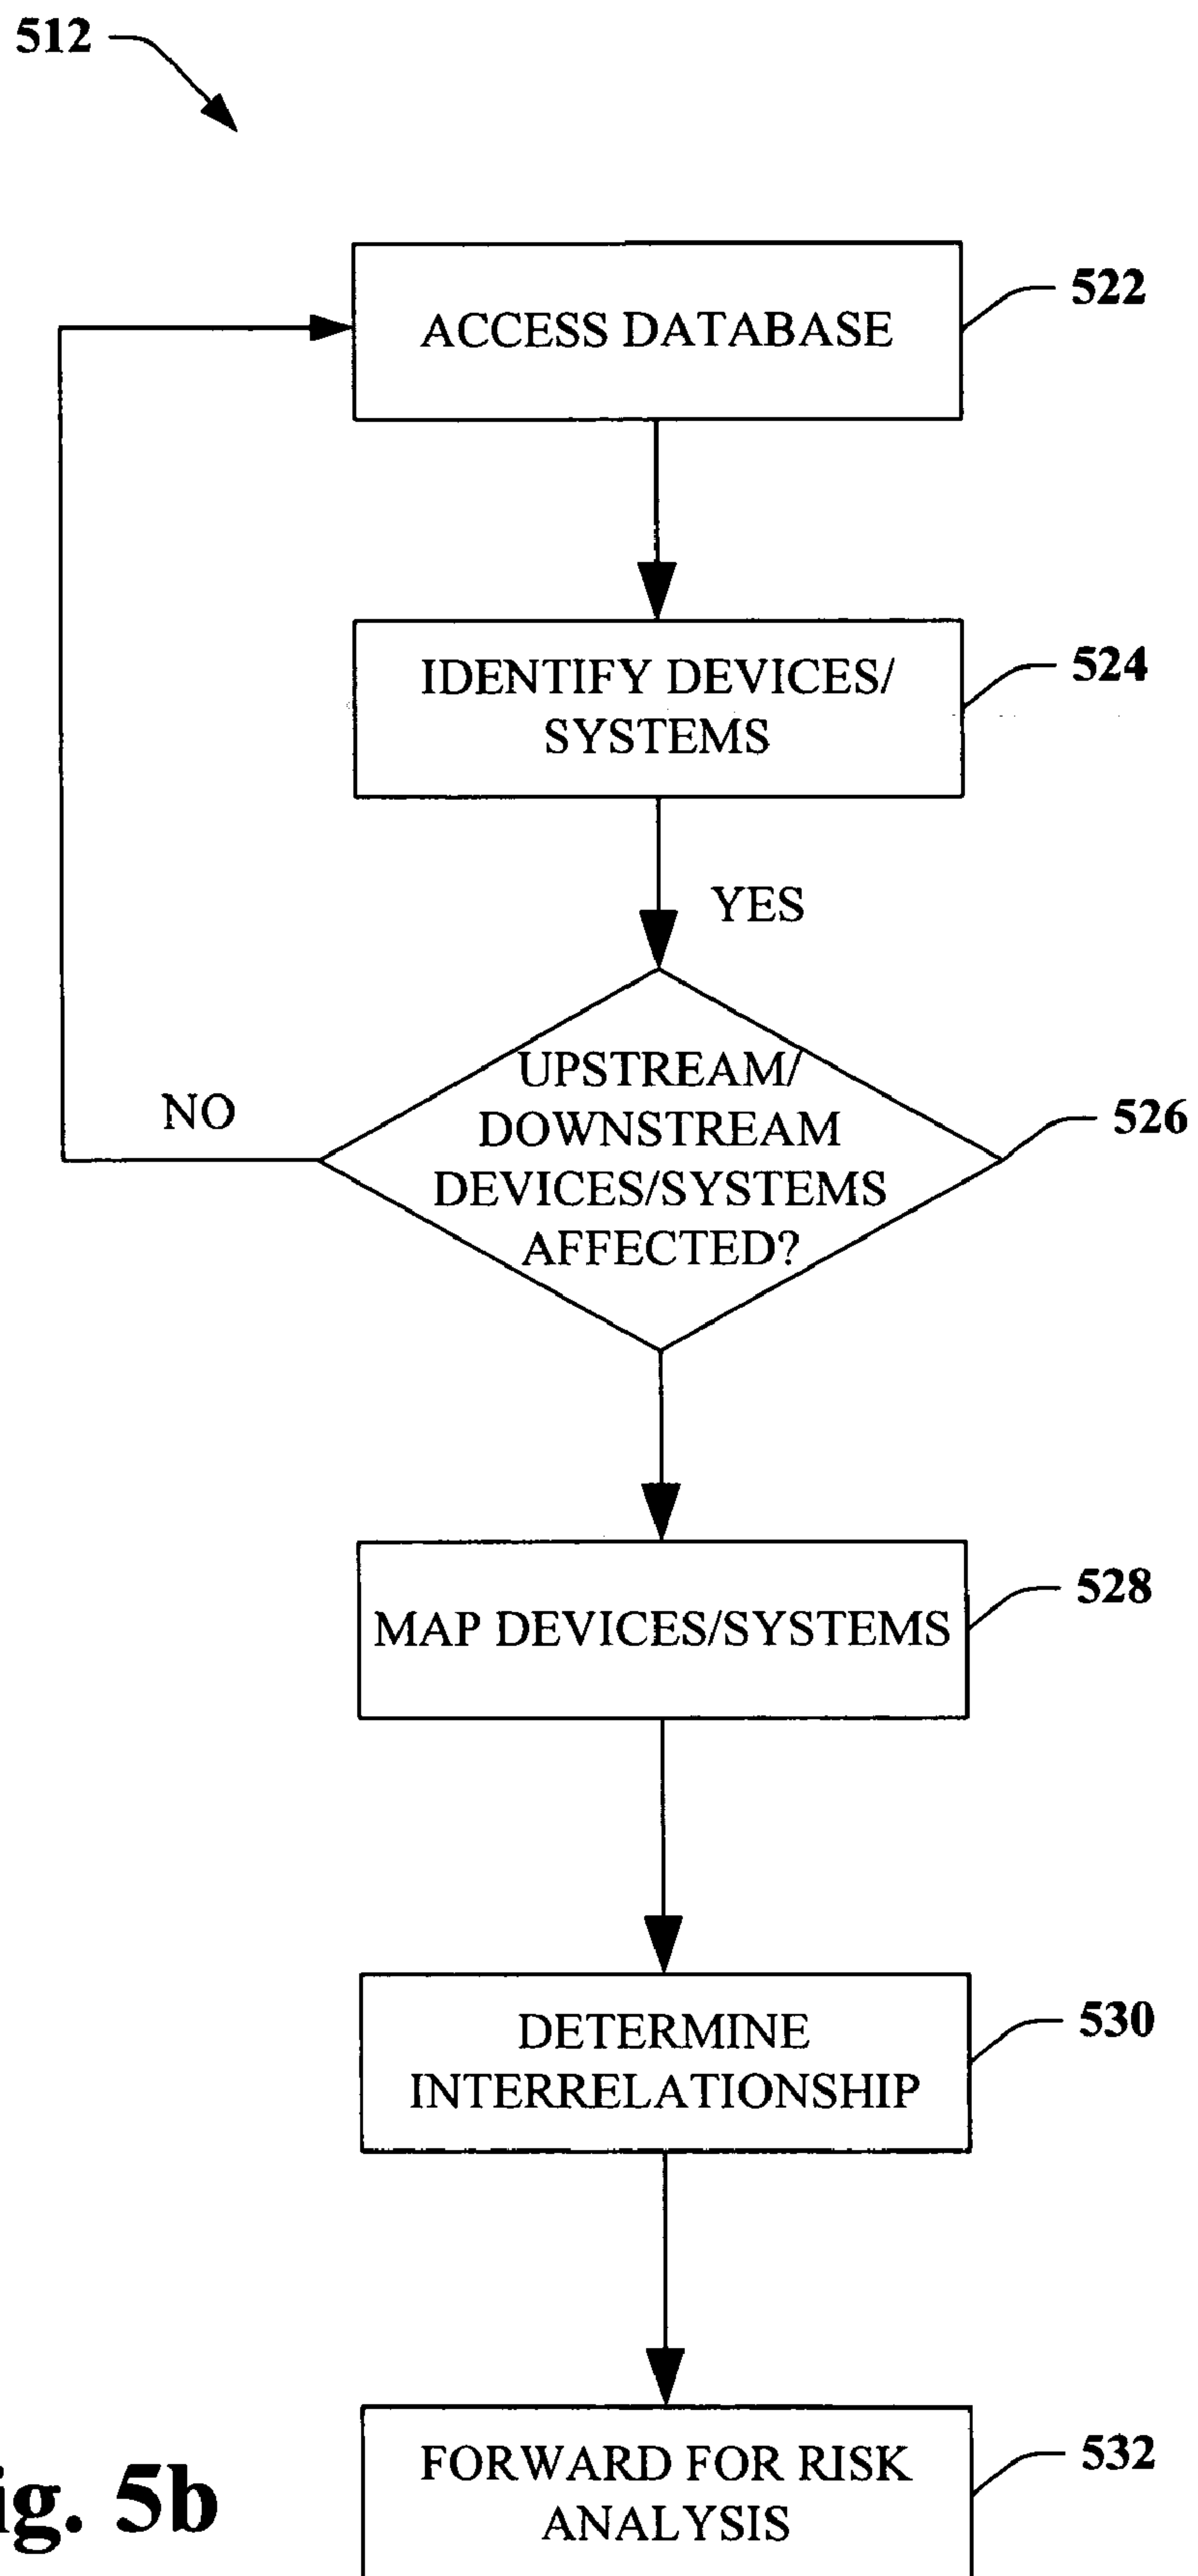 512
ACCESS DATABASE
522
IDENTIFY DEVICES/
SYSTEMS
524
YES
UPSTREAM/
DOWNSTREAM
DEVICES/SYSTEMS
AFFECTED?
526
NO
MAP DEVICES/SYSTEMS
528
DETERMINE
INTERRELATIONSHIP
530
FORWARD FOR RISK
ANALYSIS
532
ig. 5b